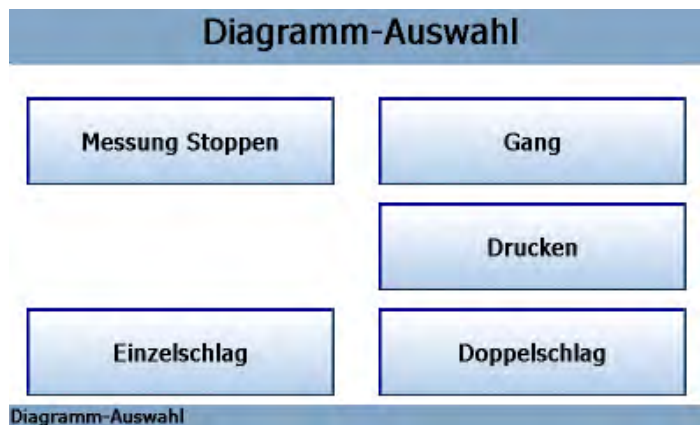 Diagramm-Auswahl
Messung Stoppen
Gang
Drucken
Einzelschlag
Doppelschlag
Diagramm-Auswahl